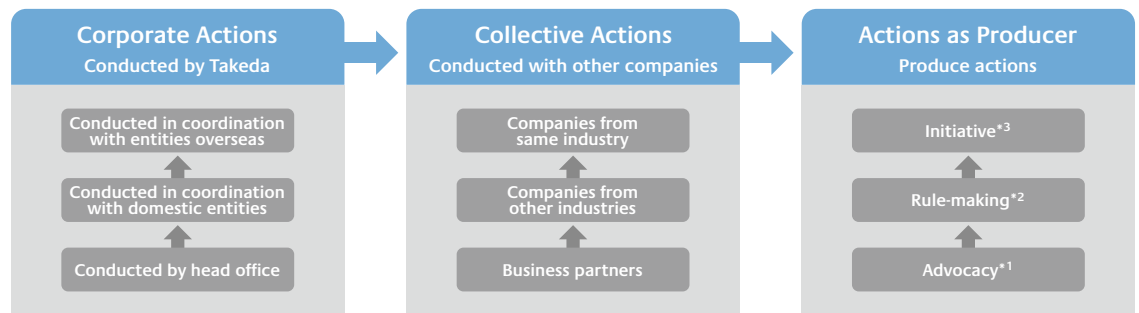 Corporate Actions
Conducted by Takeda
Conducted in coordination
with entities overseas
Conducted in coordination
with domestic entities
Conducted by head office
Collective Actions
Conducted with other companies
Companies from
same industry
Companies from
other industries
Business partners
Actions as Producer
Produce actions
Initiative*3
Rule-making*2
Advocacy*1